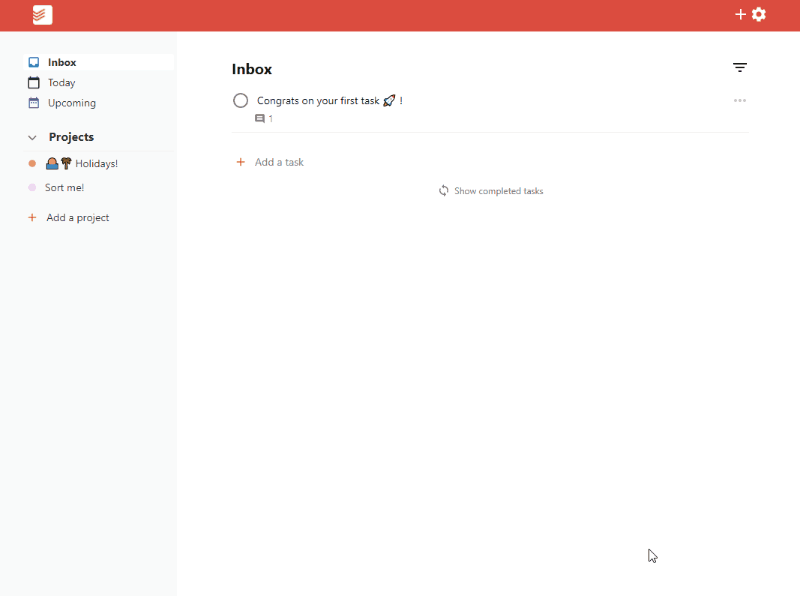 Inbox
Today
Upcoming
Projects
Holidays!
Sort me!
Add a project
Inbox
Congrats on your first task 🚀 !
1
Add a task
Show completed tasks